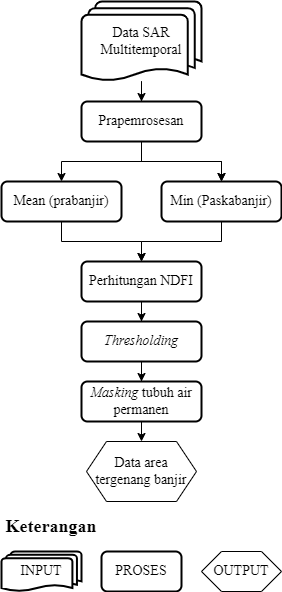 Data SAR
Multitemporal
Prapemrosesan
Mean (prabanjir)
Min (Paskabanjir)
Perhitungan NDFI
Thresholding
Masking tubuh air
permanen
Data area
tergenang banjir
Keterangan
INPUT
PROSES
OUTPUT